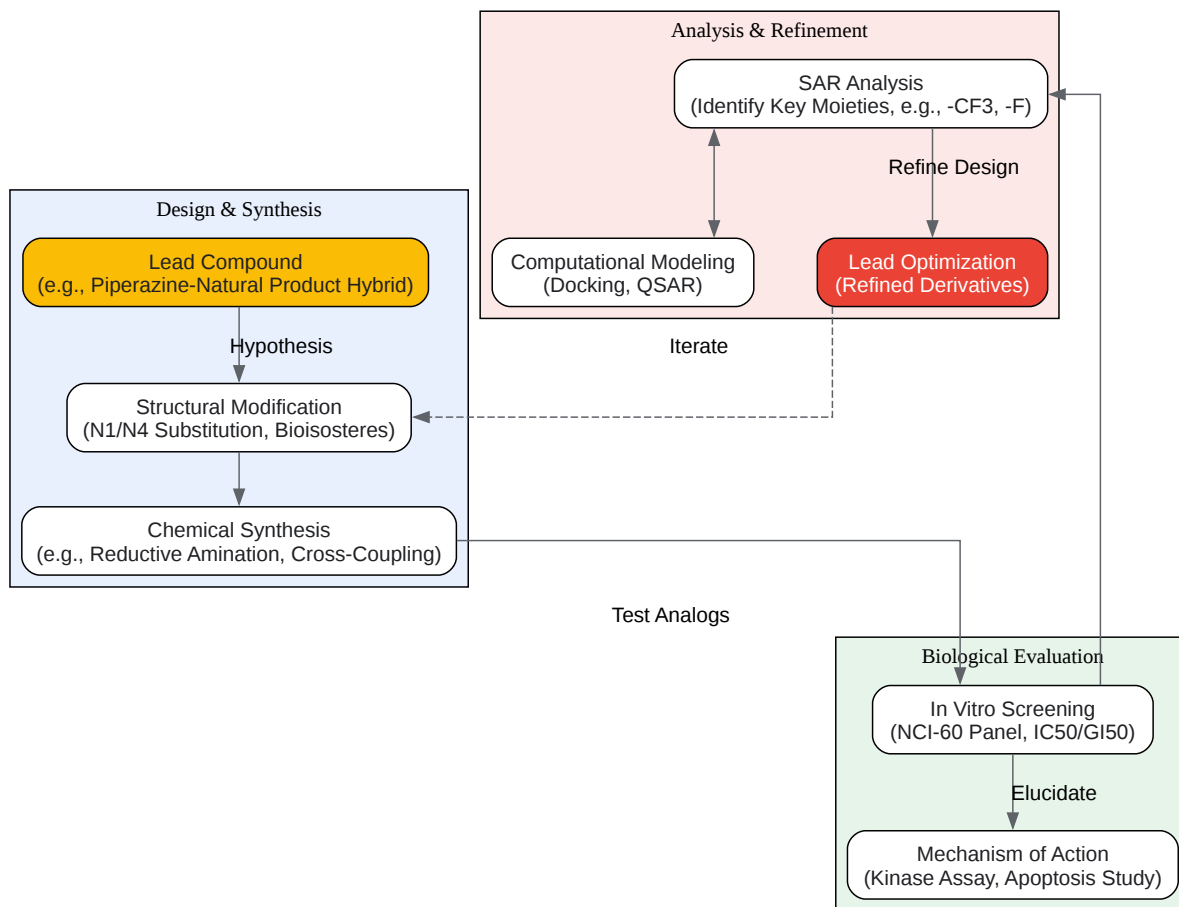 Analysis & Refinement
SAR Analysis
(Identify Key Moieties, e.g., -CF3, -F)
Refine Design
Computational Modeling
(Docking, QSAR)
Lead Optimization
(Refined Derivatives)
Iterate
Design & Synthesis
Lead Compound
(e.g., Piperazine-Natural Product Hybrid)
Hypothesis
Structural Modification
(N1/N4 Substitution, Bioisosteres)
Chemical Synthesis
(e.g., Reductive Amination, Cross-Coupling)
Test Analogs
Biological Evaluation
In Vitro Screening
(NCI-60 Panel, IC50/GI50)
Elucidate
Mechanism of Action
(Kinase Assay, Apoptosis Study)